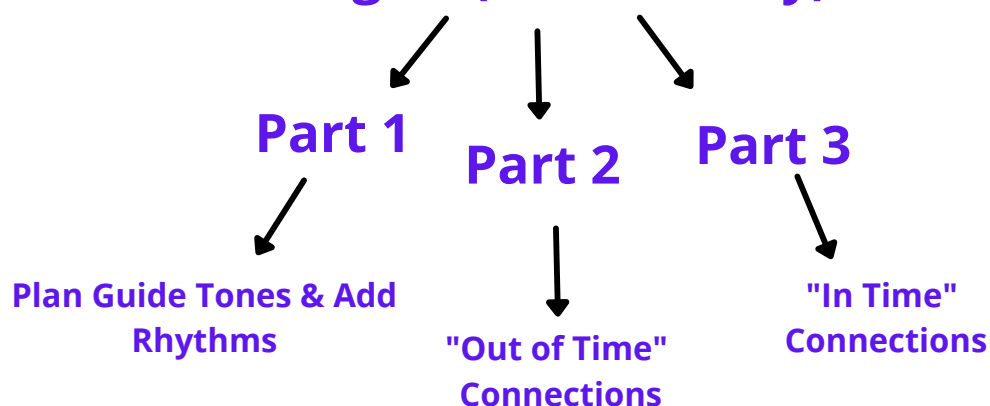 Part 1
Part 2
Part 3
Plan Guide Tones & Add
Rhythms
"Out of Time"
Connections
"In Time"
Connections